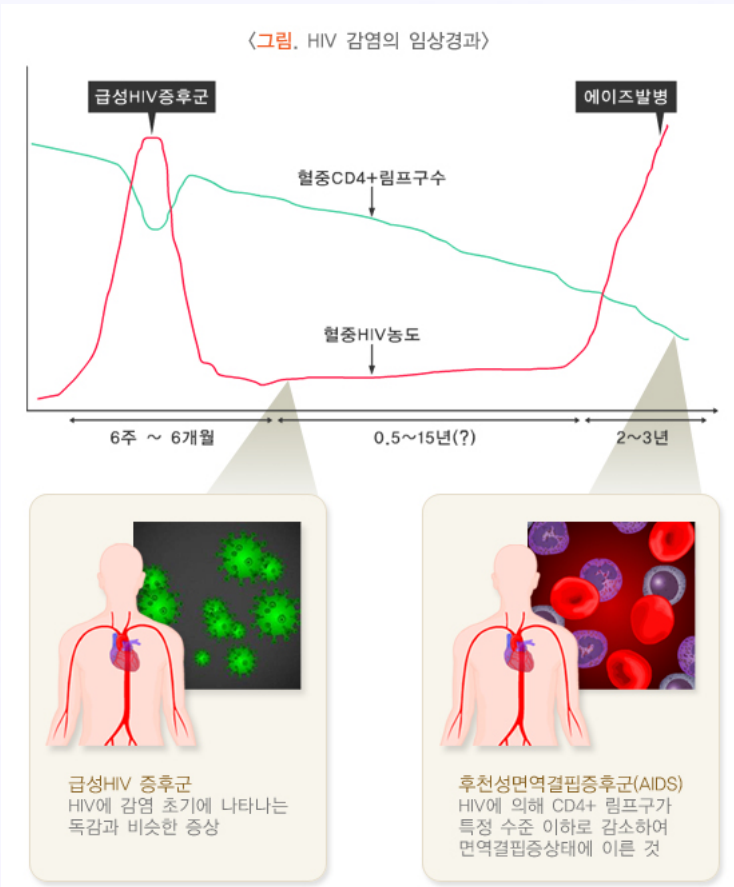 <그림. HIV 감염의 임상경과>
급성HIV증후군
에이즈발병
혈중CD4+림프구수
혈중HIV농도
6주 ~ 6개월
0.5~15년(?)
2~3년
급성HIV 증후군
HIV에 감염 초기에 나타나는
독감과 비슷한 증상
후천성면역결핍증후군(AIDS)
HIV에 의해 CD4+ 림프구가
특정 수준 이하로 감소하여
면역결핍증상태에 이른 것